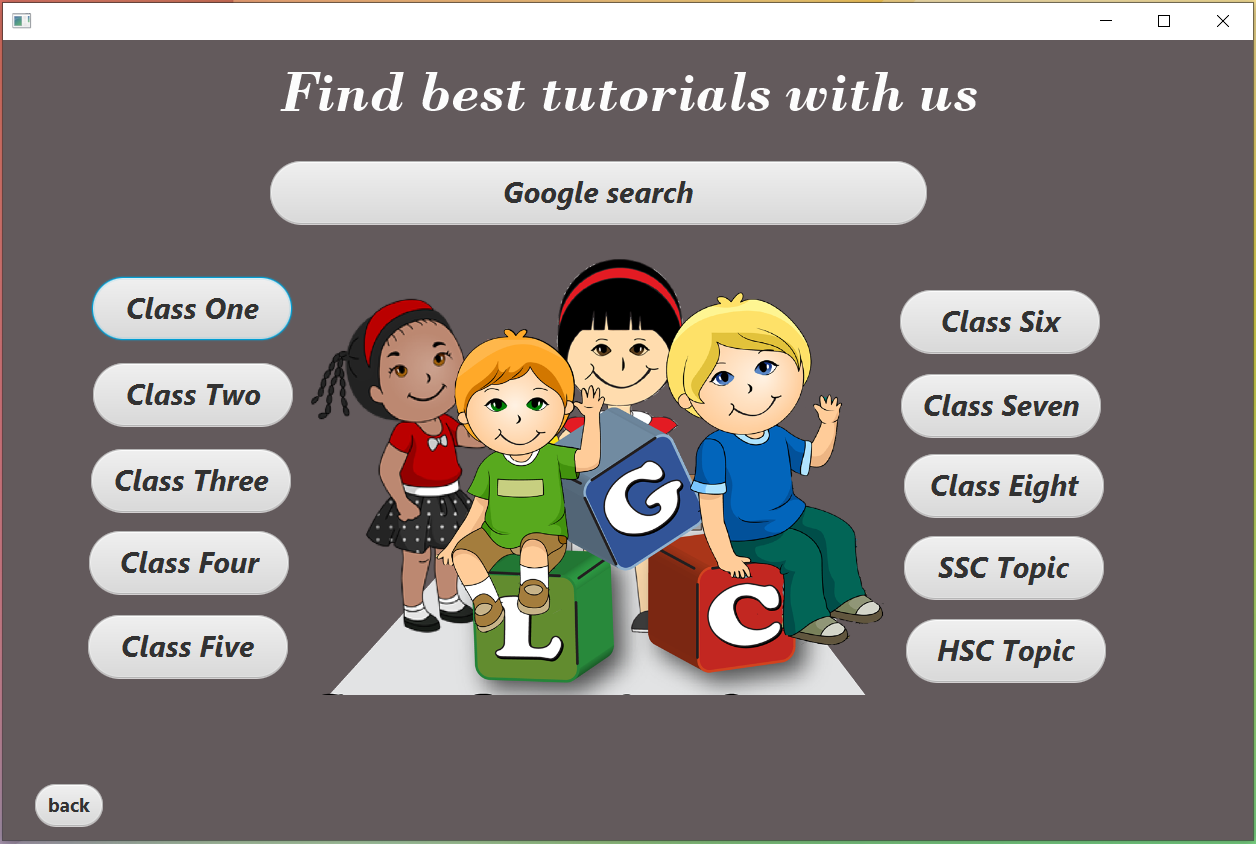 Find best tutorials with us
Google search
Class One
Class Two
Class Three
Class Four
Class Five
G
L
C
Class Six
Class Seven
Class Eight
SSC Topic
HSC Topic
back